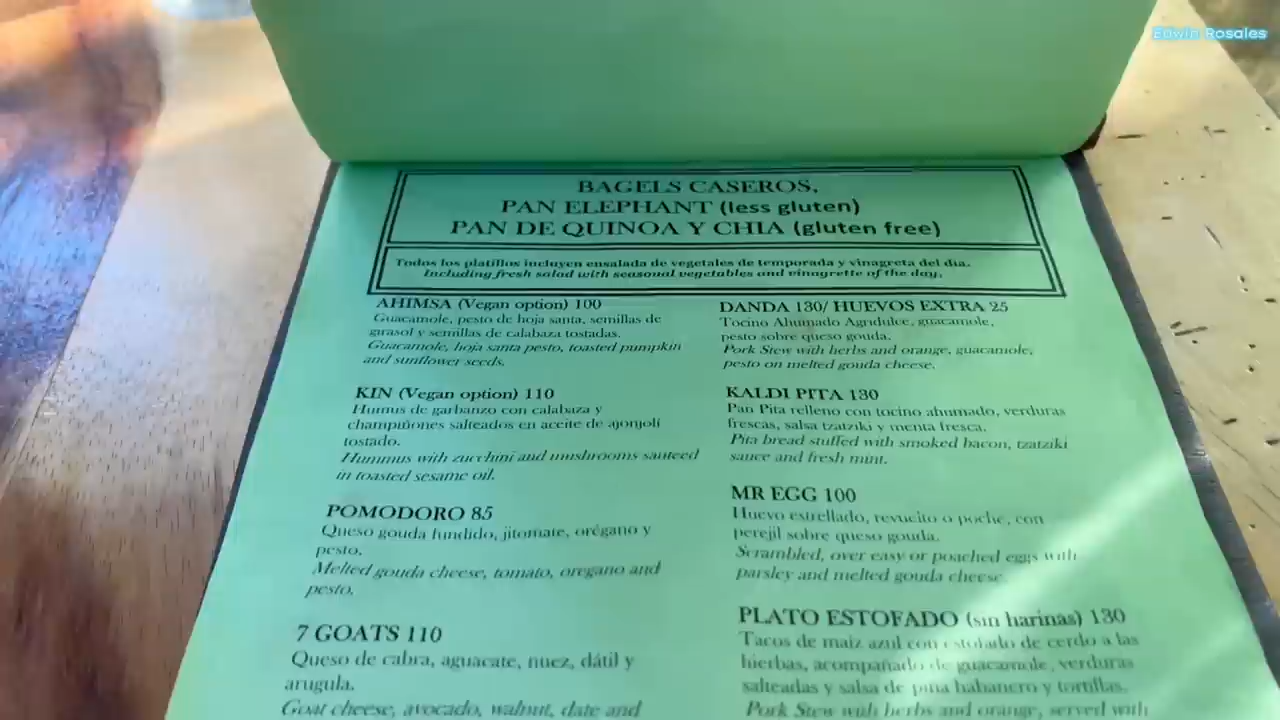 Edwin Rosales
BAGELS CASEROS,
PAN ELEPHANT (less gluten)
PAN DE QUINOA Y CHIA (gluten free)
Todos los platillos incluyen ensalada de vegetales de temporada y vinagreta del día.
Including fresh salad with seasonal vegetables and vinagrette of the day.
AHIMSA (Vegan option) 100
Guacamole, pesto de hoja santa, semillas de
girasol y semillas de calabaza tostadas.
Guacamole, hoja santa pesto, toasted pumpkin
and sunflower seeds.
KIN (Vegan option) 110
Humus de garbanzo con calabaza y
champiñones salteados en aceite de ajonjolí
tostado.
Hummus with zucchini and mushrooms sauteed
in toasted sesame oil.
POMODORO 85
Queso gouda fundido, jitomate, orégano y
pesto.
Melted gouda cheese, tomato, oregano and
pesto.
7 GOATS 110
Queso de cabra, aguacate, nuez, dátil y
arugula.
Goat cheese, avocado, walnut, date and
DANDA 130/ HUEVOS EXTRA 25
Tocino Ahumado Agridulce, guacamole,
pesto sobre queso gouda.
Pork Stew with herbs and orange, guacamole,
pesto on melted gouda cheese.
KALDI PITA 130
Pan Pita relleno con tocino ahumado, verduras
frescas, salsa tzatziki y menta fresca.
Pita bread stuffed with smoked bacon, tzatziki
sauce and fresh mint.
MR EGG 100
Huevo estrellado, revuelto o poche, con
perejil sobre queso gouda.
Scrambled, over easy or poached eggs with
parsley and melted gouda cheese
PLATO ESTOFADO (sin harinas) 130
Tacos de maíz azul con estofado de cerdo a las
hierbas, acompañado de guacamole, verduras
salteadas y salsa de piña habanero y tortillas.
Pork Stew with herbs and orange, served with